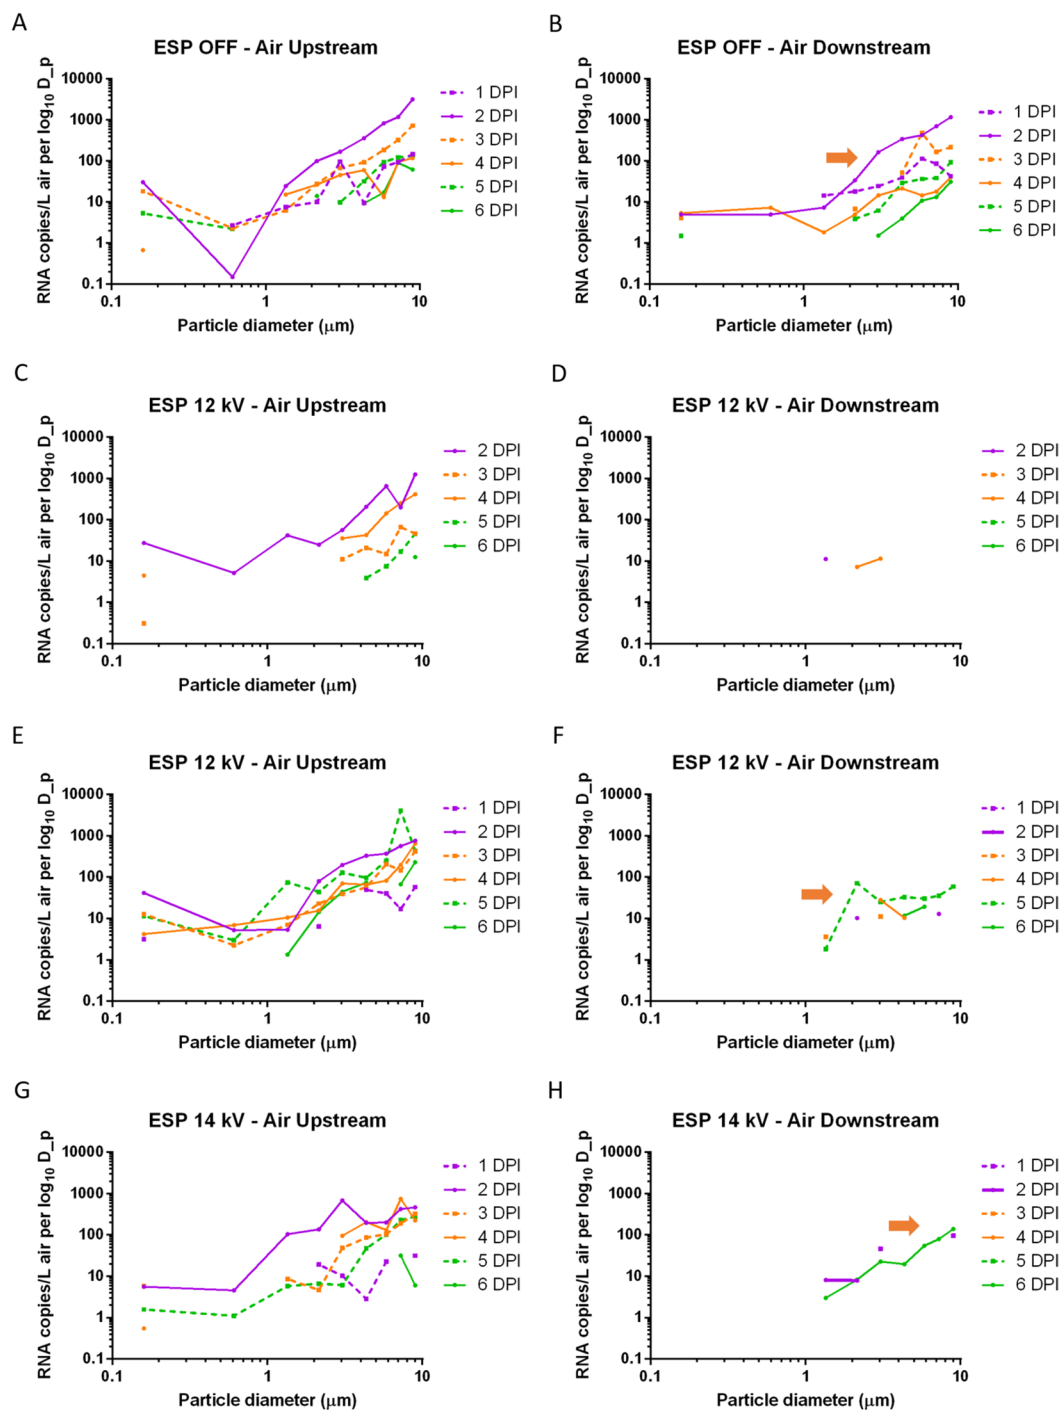 A
ESP OFF - Air Upstream
RNA copies/L air per log10 D_p
10000
1000
100
10
1
0.1
0.1
1
10
Particle diameter (μm)
1 DPI
2 DPI
3 DPI
4 DPI
5 DPI
6 DPI
B
ESP OFF - Air Downstream
RNA copies/L air per log10 D_p
10000
1000
100
10
1
0.1
0.1
1
10
Particle diameter (μm)
1 DPI
2 DPI
3 DPI
4 DPI
5 DPI
6 DPI
C
ESP 12 kV - Air Upstream
RNA copies/L air per log10 D_p
10000
1000
100
10
1
0.1
0.1
1
10
Particle diameter (μm)
2 DPI
3 DPI
4 DPI
5 DPI
6 DPI
D
ESP 12 kV - Air Downstream
RNA copies/L air per log10 D_p
10000
1000
100
10
1
0.1
0.1
1
10
Particle diameter (μm)
2 DPI
3 DPI
4 DPI
5 DPI
6 DPI
E
ESP 12 kV - Air Upstream
RNA copies/L air per log10 D_p
10000
1000
100
10
1
0.1
0.1
1
10
Particle diameter (μm)
1 DPI
2 DPI
3 DPI
4 DPI
5 DPI
6 DPI
F
ESP 12 kV - Air Downstream
RNA copies/L air per log10 D_p
10000
1000
100
10
1
0.1
0.1
1
10
Particle diameter (μm)
1 DPI
2 DPI
3 DPI
4 DPI
5 DPI
6 DPI
G
ESP 14 kV - Air Upstream
RNA copies/L air per log10 D_p
10000
1000
100
10
1
0.1
0.1
1
10
Particle diameter (μm)
1 DPI
2 DPI
3 DPI
4 DPI
5 DPI
6 DPI
H
ESP 14 kV - Air Downstream
RNA copies/L air per log10 D_p
10000
1000
100
10
1
0.1
0.1
1
10
Particle diameter (μm)
1 DPI
2 DPI
3 DPI
4 DPI
5 DPI
6 DPI